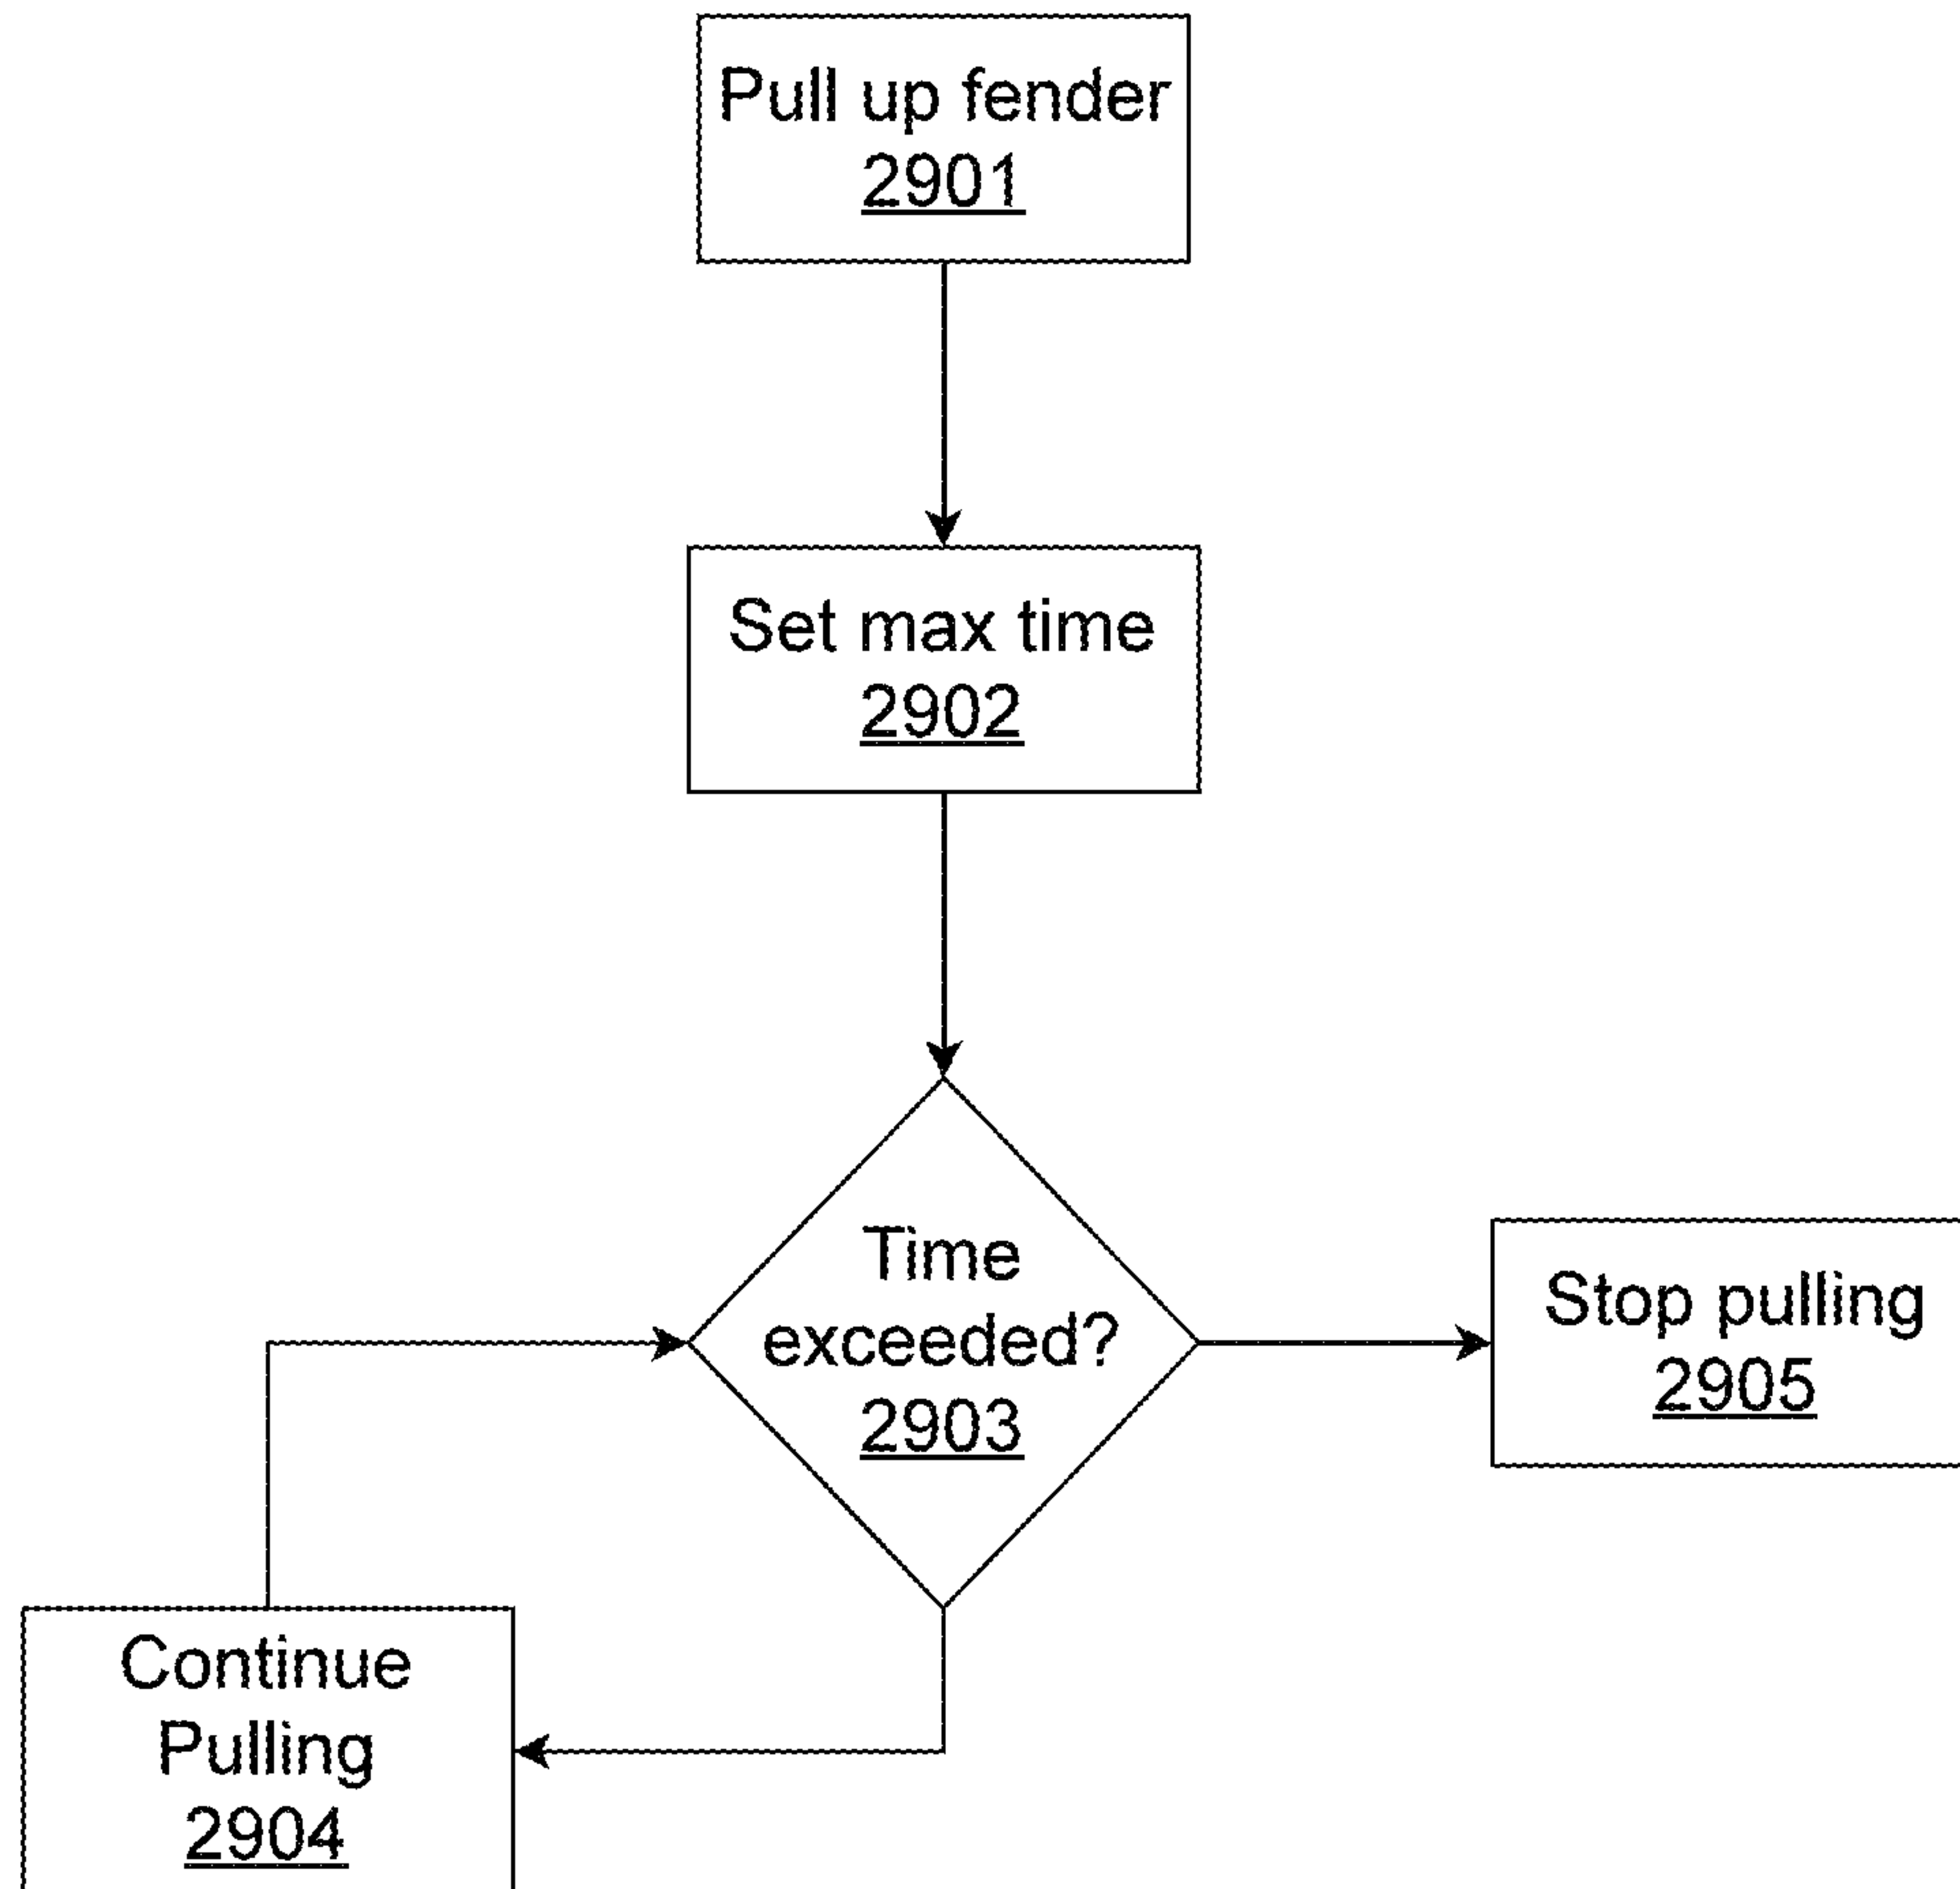 Pull up fender
2901
Set max time
2902
Time
exceeded?
2903
Stop pulling
2905
Continue
Pulling
2904